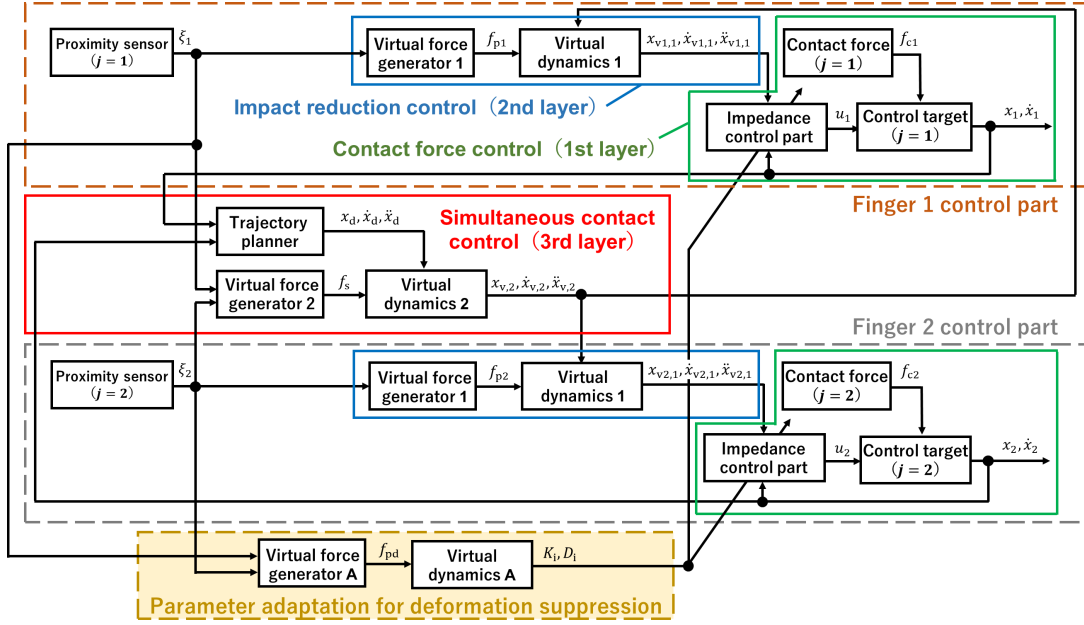 Proximity sensor
(j = 1)
ξ1
Virtual force
generator 1
fp1
Virtual
dynamics 1
xv1,1, ẋv1,1, ẍv1,1
Contact force
(j = 1)
fc1
Impact reduction control（2nd layer）
Impedance
control part
u1
Control target
(j = 1)
x1, ẋ1
Contact force control（1st layer）
Finger 1 control part
Simultaneous contact
control（3rd layer）
Trajectory
planner
xd, ẋd, ẍd
Virtual force
generator 2
fs
Virtual
dynamics 2
xv,2, ẋv,2, ẍv,2
Finger 2 control part
Proximity sensor
(j = 2)
ξ2
Virtual force
generator 1
fp2
Virtual
dynamics 1
xv2,1, ẋv2,1, ẍv2,1
Contact force
(j = 2)
fc2
Impedance
control part
u2
Control target
(j = 2)
x2, ẋ2
Virtual force
generator A
fpd
Virtual
dynamics A
Ki, Di
Parameter adaptation for deformation suppression